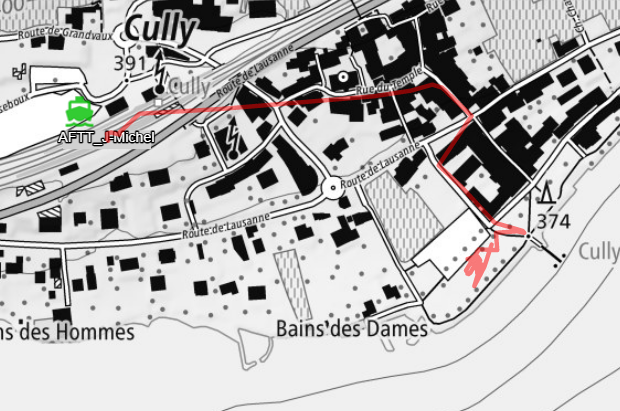 Route de Grandvaux
Cully
391
Cully
Route de Lausanne
Rue du Temple
AFTT_J-Michel
Route de Lausanne
374
Route de Lausanne
Cully
ns des Hommes
Bains des Dames